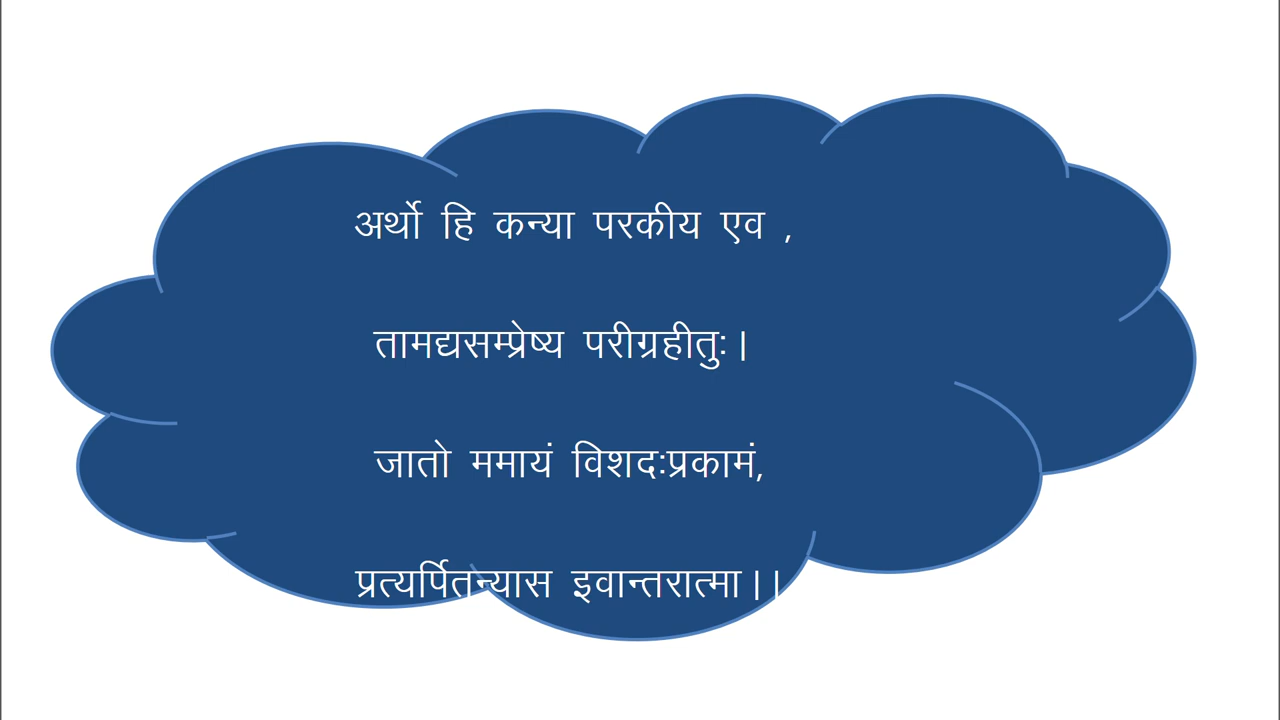 अर्थो हि कन्या परकीय एव ,
तामद्यसम्प्रेष्य परीग्रहीतुः।
जातो ममायं विशदःप्रकामं,
प्रत्यर्पितन्यास इवान्तरात्मा।।